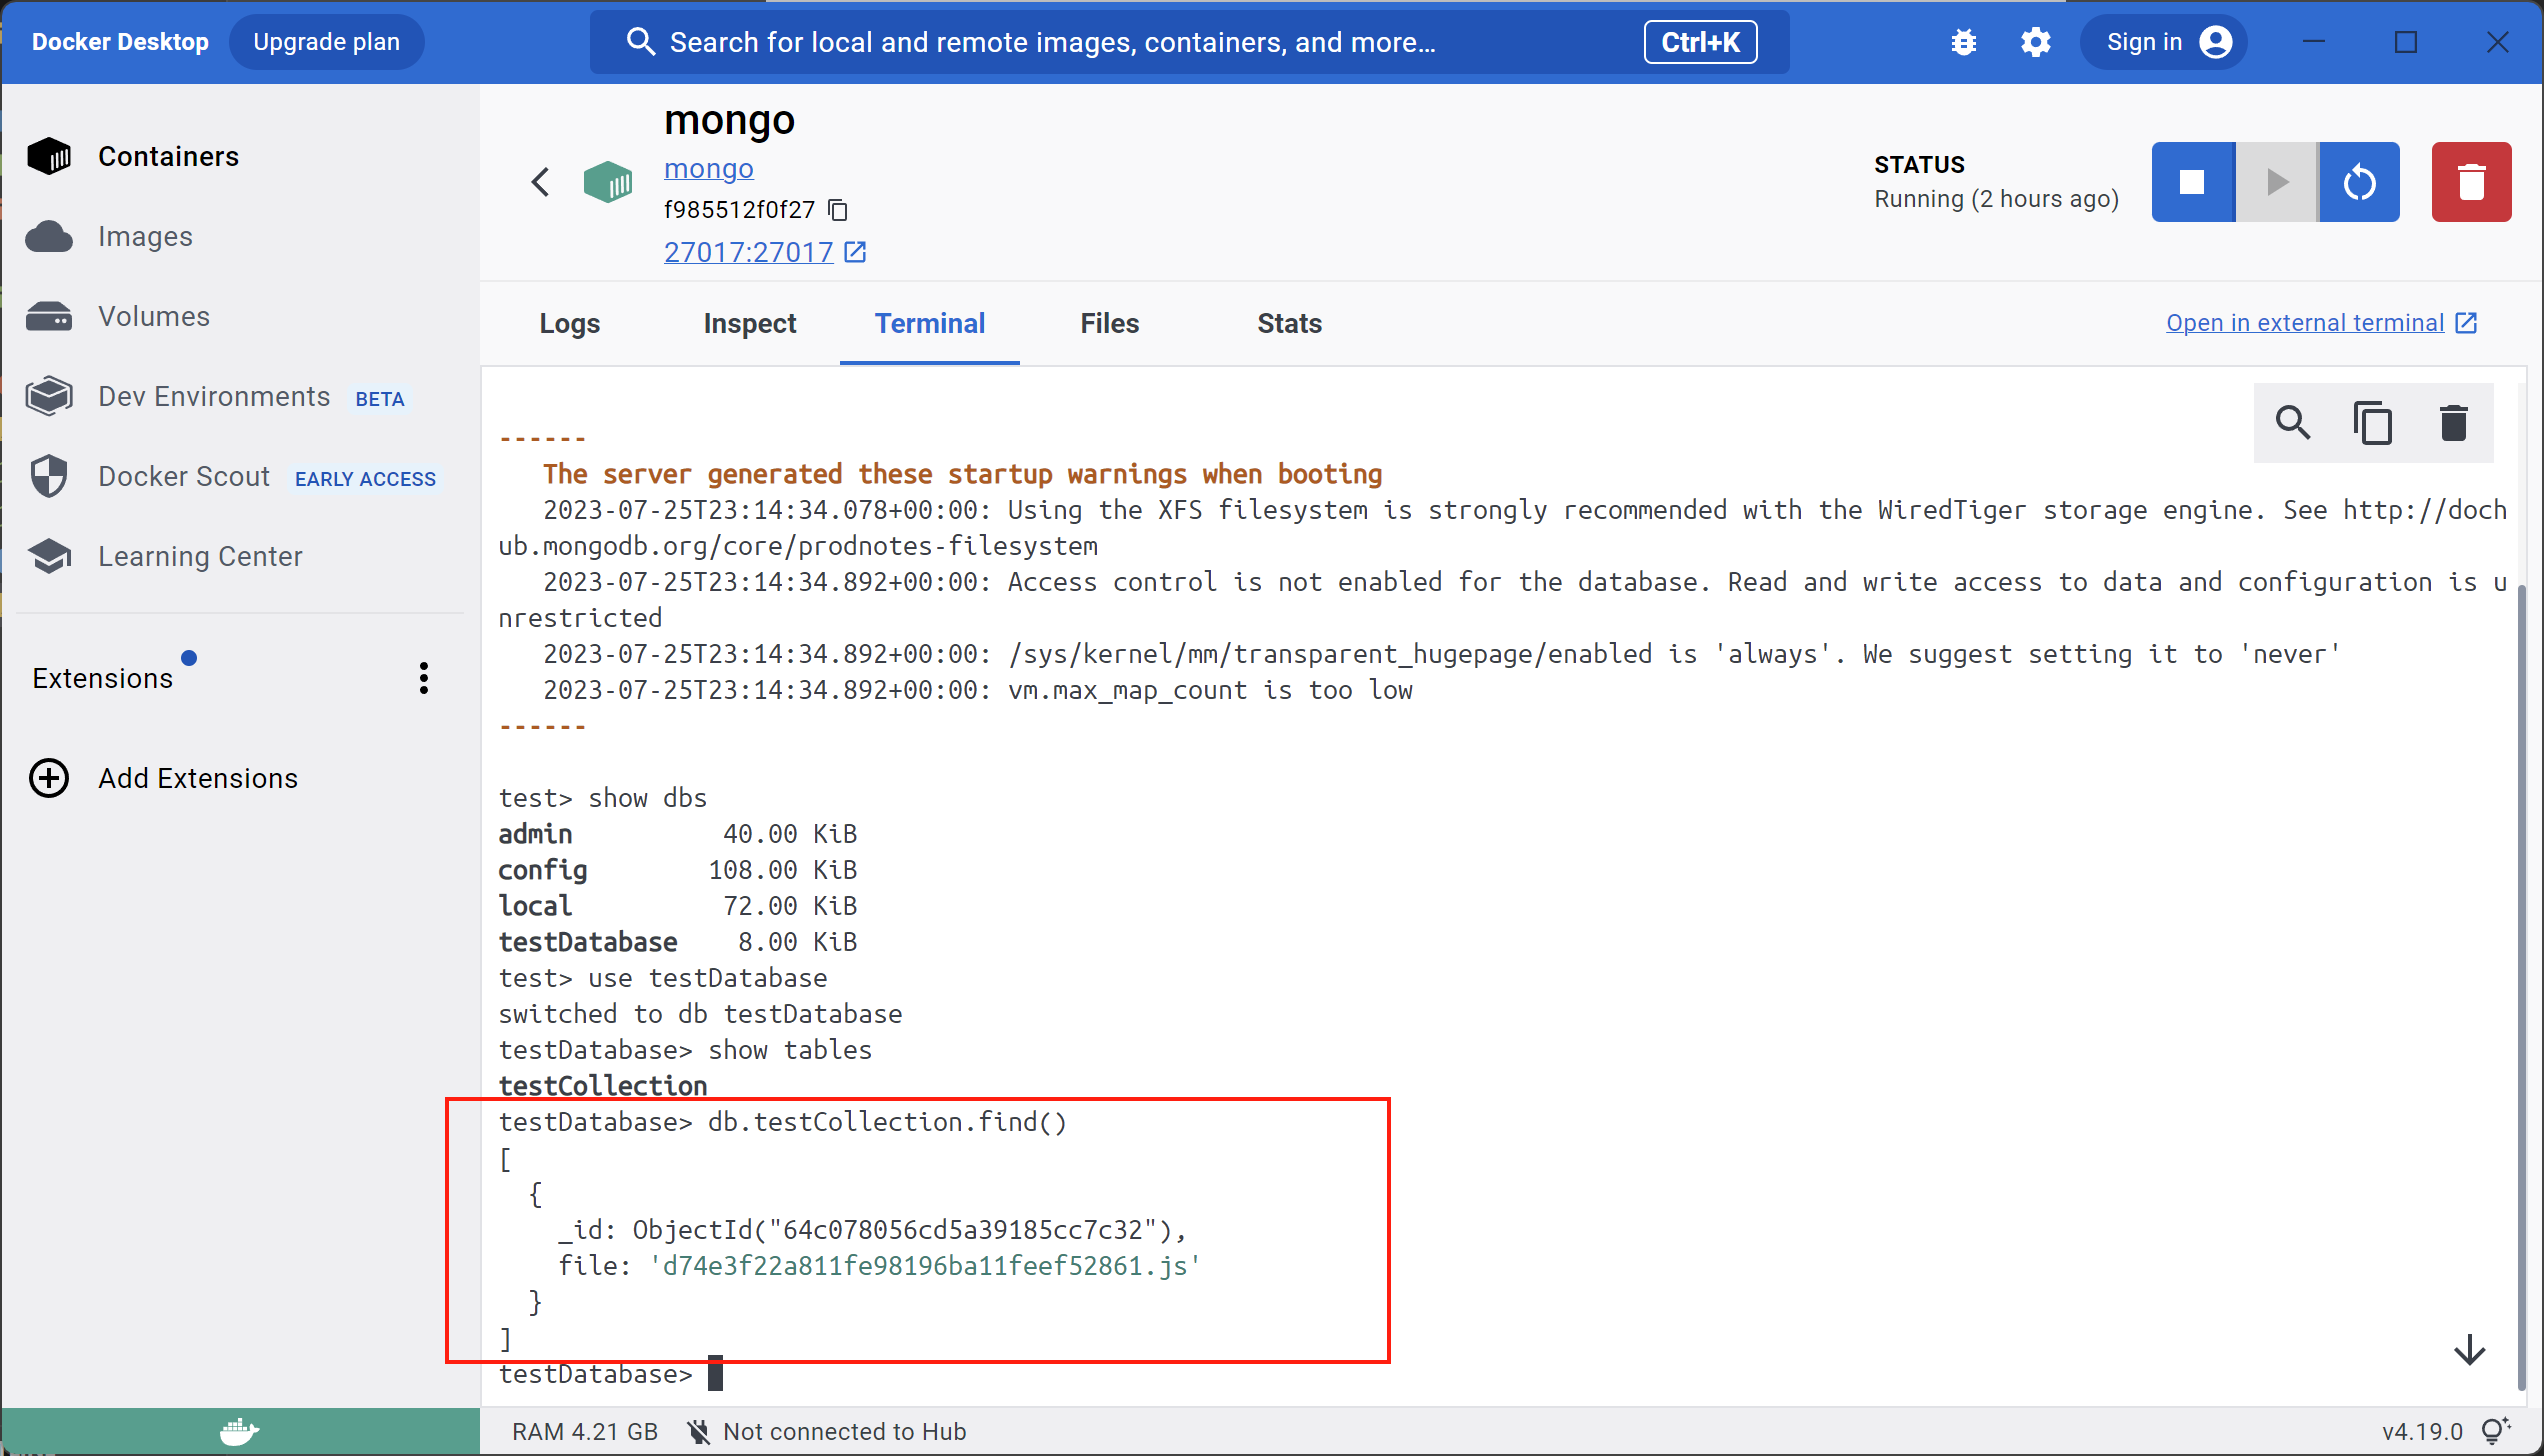 Docker Desktop Upgrade plan Search for local and remote images, containers, and more... Ctrl+K Sign in
Containers
Images
Volumes
Dev Environments BETA
Docker Scout EARLY ACCESS
Learning Center
Extensions
Add Extensions
mongo
mongo
f985512f0f27
27017:27017
STATUS
Running (2 hours ago)
Logs Inspect Terminal Files Stats Open in external terminal
------
The server generated these startup warnings when booting
2023-07-25T23:14:34.078+00:00: Using the XFS filesystem is strongly recommended with the WiredTiger storage engine. See http://doch
ub.mongodb.org/core/prodnotes-filesystem
2023-07-25T23:14:34.892+00:00: Access control is not enabled for the database. Read and write access to data and configuration is u
nrestricted
2023-07-25T23:14:34.892+00:00: /sys/kernel/mm/transparent_hugepage/enabled is 'always'. We suggest setting it to 'never'
2023-07-25T23:14:34.892+00:00: vm.max_map_count is too low
------
test> show dbs
admin 40.00 KiB
config 108.00 KiB
local 72.00 KiB
testDatabase 8.00 KiB
test> use testDatabase
switched to db testDatabase
testDatabase> show tables
testCollection
testDatabase> db.testCollection.find()
[
{
_id: ObjectId("64c078056cd5a39185cc7c32"),
file: 'd74e3f22a811fe98196ba11feef52861.js'
}
]
testDatabase>
RAM 4.21 GB Not connected to Hub v4.19.0